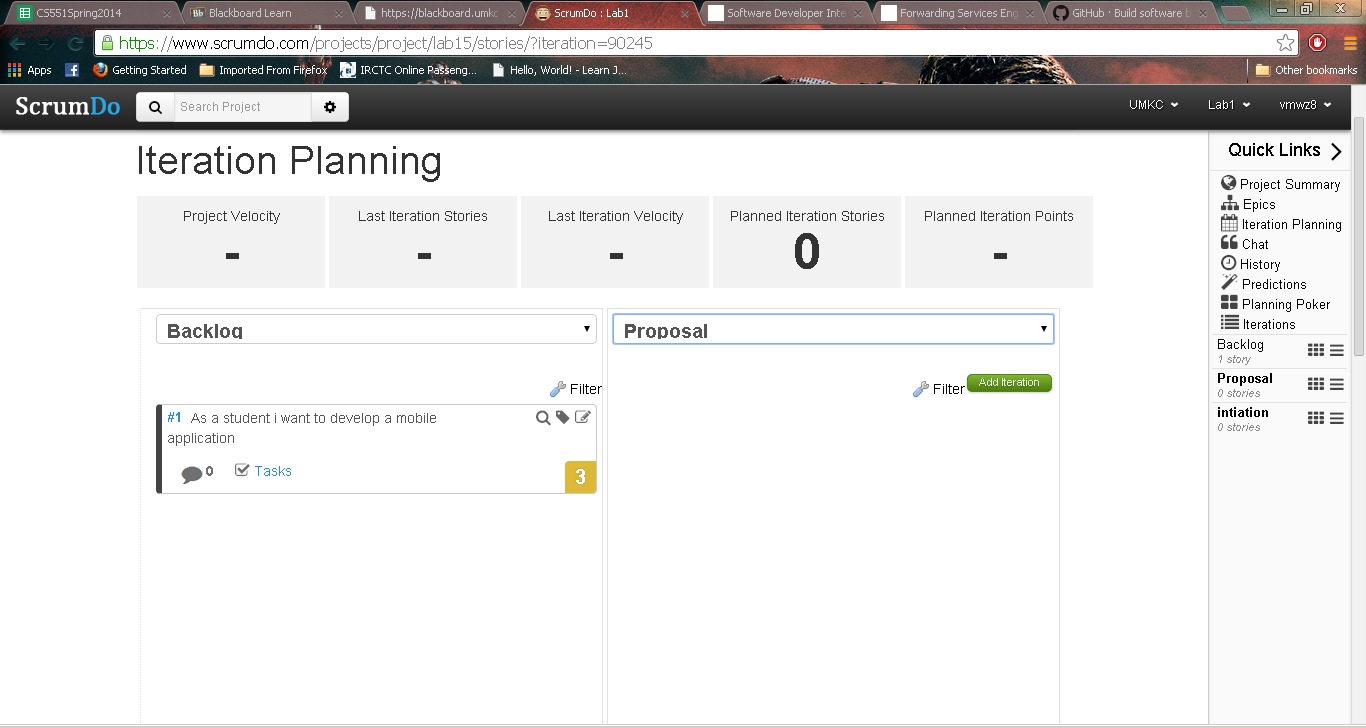 CS551Spring2014
Blackboard Learn
https://blackboard.umkc
ScrumDo : Lab1
Software Developer Inte
Forwarding Services Eng
GitHub · Build software b
https://www.scrumdo.com/projects/project/lab15/stories/?iteration=90245
Apps
Getting Started
Imported From Firefox
IRCTC Online Passeng...
Hello, World! - Learn J...
Other bookmarks
ScrumDo
Search Project
UMKC
Lab1
vmwz8
Iteration Planning
Project Velocity
-
Last Iteration Stories
-
Last Iteration Velocity
-
Planned Iteration Stories
0
Planned Iteration Points
-
Backlog
Filter
#1 As a student i want to develop a mobile
application
0
Tasks
3
Proposal
Filter
Add Iteration
Quick Links
Project Summary
Epics
Iteration Planning
Chat
History
Predictions
Planning Poker
Iterations
Backlog
1 story
Proposal
0 stories
intiation
0 stories